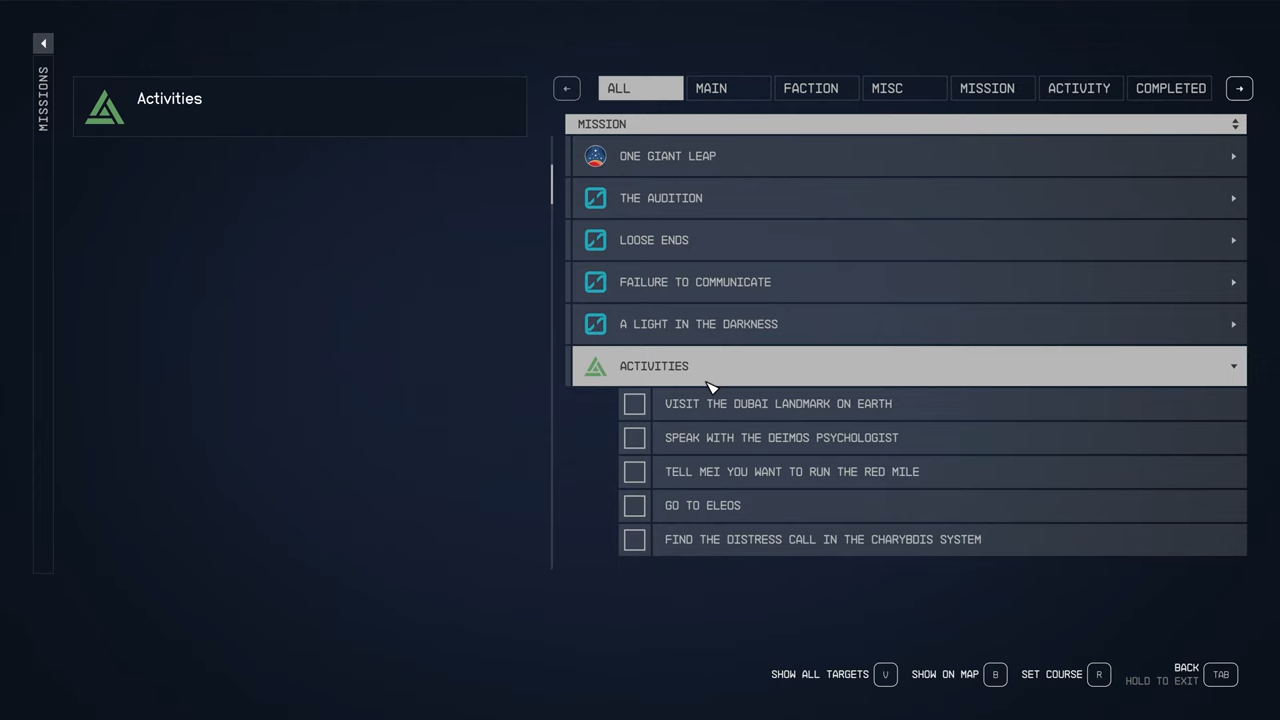 MISSIONS
Activities
ALL
MAIN
FACTION
MISC
MISSION
ACTIVITY
COMPLETED
MISSION
ONE GIANT LEAP
THE AUDITION
LOOSE ENDS
FAILURE TO COMMUNICATE
A LIGHT IN THE DARKNESS
ACTIVITIES
VISIT THE DUBAI LANDMARK ON EARTH
SPEAK WITH THE DEIMOS PSYCHOLOGIST
TELL MEI YOU WANT TO RUN THE RED MILE
GO TO ELEOS
FIND THE DISTRESS CALL IN THE CHARYBDIS SYSTEM
SHOW ALL TARGETS V
SHOW ON MAP B
SET COURSE R
BACK
HOLD TO EXIT TAB